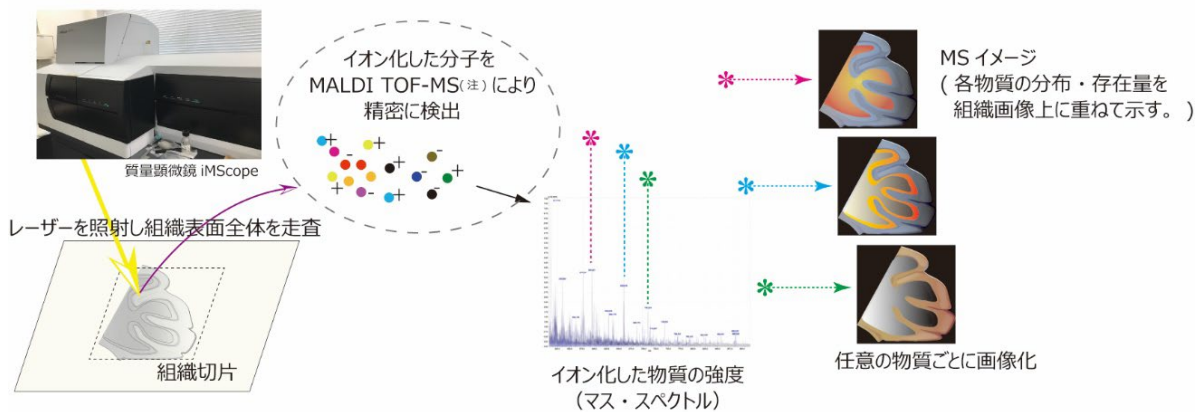 質量顕微鏡 iMScope
レーザーを照射し組織表面全体を走査
組織切片
イオン化した分子を
MALDI TOF-MS(注)により
精密に検出
イオン化した物質の強度
(マス・スペクトル)
MS イメージ
( 各物質の分布・存在量を
組織画像上に重ねて示す。 )
任意の物質ごとに画像化